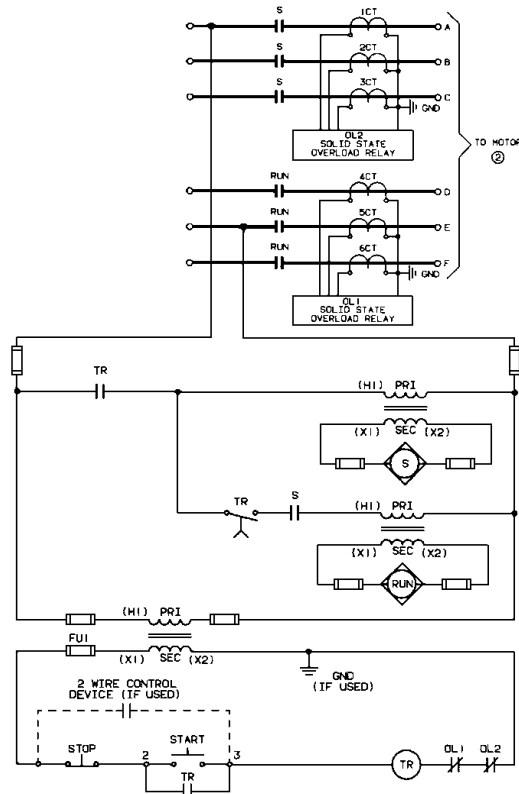 S
1CT
A
S
2CT
B
S
3CT
C
GND
OL2
SOLID STATE
OVERLOAD RELAY
TO MOTOR
②
RUN
4CT
D
RUN
5CT
E
RUN
6CT
F
GND
OL1
SOLID STATE
OVERLOAD RELAY
TR
(H1) PRI
(X1) SEC (X2)
S
TR
S
(H1) PRI
(X1) SEC (X2)
RUN
(H1) PRI
FU1
(X1) SEC (X2)
GND
(IF USED)
2 WIRE CONTROL
DEVICE (IF USED)
STOP
2
START
3
TR
TR
OL1
OL2